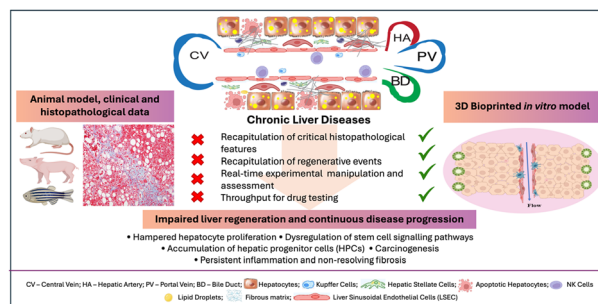 CV
HA
PV
BD
Animal model, clinical and
histopathological data
Chronic Liver Diseases
Recapitulation of critical histopathological
features
Recapitulation of regenerative events
Real-time experimental manipulation and
assessment
Throughput for drug testing
3D Bioprinted in vitro model
Flow
Impaired liver regeneration and continuous disease progression
• Hampered hepatocyte proliferation • Dysregulation of stem cell signalling pathways
• Accumulation of hepatic progenitor cells (HPCs) • Carcinogenesis
• Persistent inflammation and non-resolving fibrosis
CV – Central Vein; HA – Hepatic Artery; PV – Portal Vein; BD – Bile Duct; Hepatocytes; Kupffer Cells; Hepatic Stellate Cells; Apoptotic Hepatocytes; NK Cells
Lipid Droplets; Fibrous matrix; Liver Sinusoidal Endothelial Cells (LSEC)